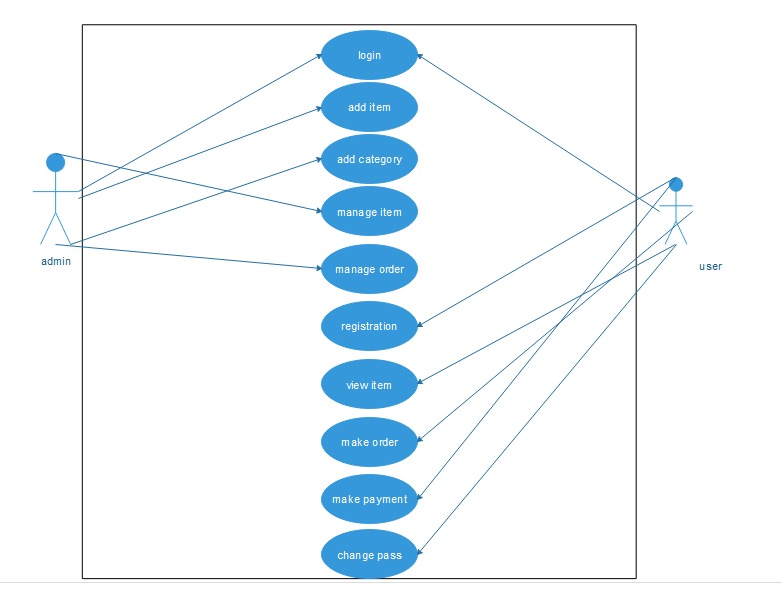 login
add item
add category
manage item
manage order
registration
view item
make order
make payment
change pass
admin
user